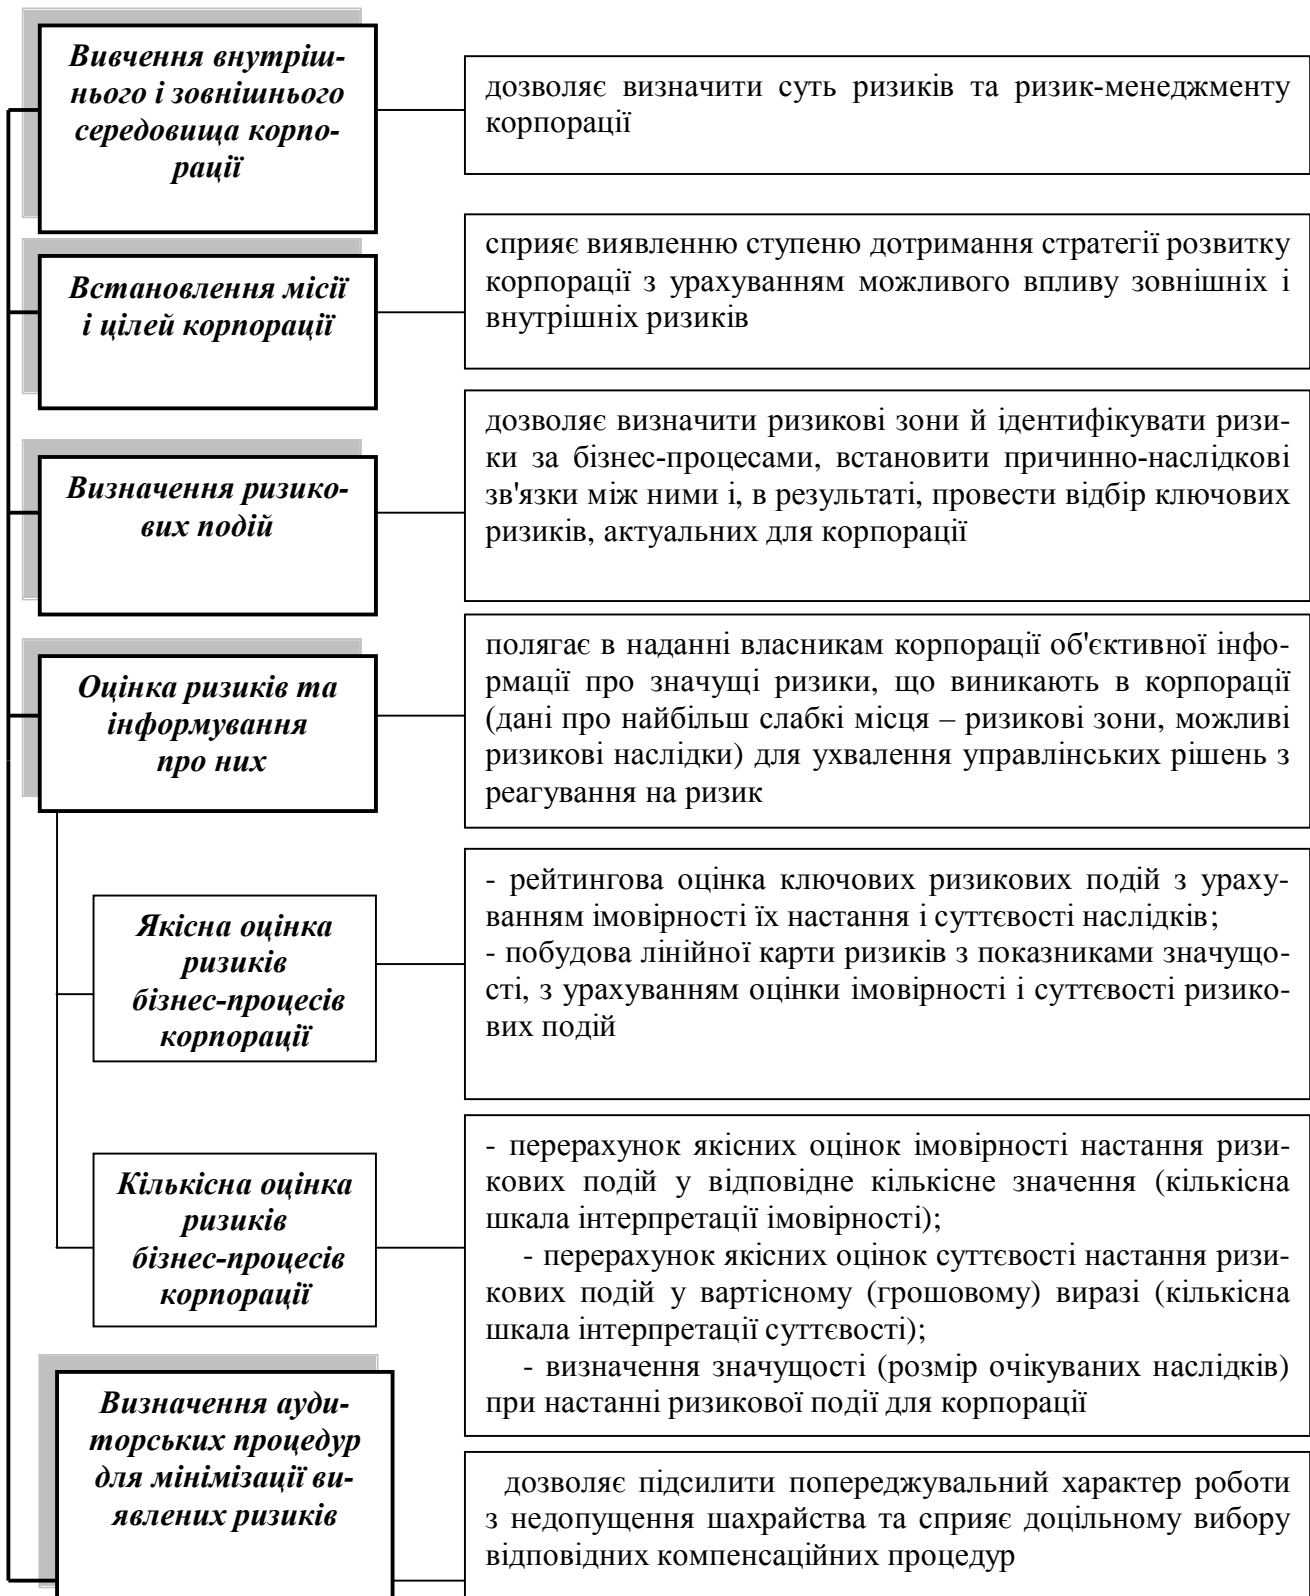 Вивчення внутріш-
нього і зовнішнього
середовища корпо-
рації
дозволяє визначити суть ризиків та ризик-менеджменту
корпорації
Встановлення місії
і цілей корпорації
сприяє виявленню ступеню дотримання стратегії розвитку
корпорації з урахуванням можливого впливу зовнішніх і
внутрішніх ризиків
Визначення ризико-
вих подій
дозволяє визначити ризикові зони й ідентифікувати ризи-
ки за бізнес-процесами, встановити причинно-наслідкові
зв'язки між ними і, в результаті, провести відбір ключових
ризиків, актуальних для корпорації
Оцінка ризиків та
інформування
про них
полягає в наданні власникам корпорації об'єктивної інфо-
рмації про значущі ризики, що виникають в корпорації
(дані про найбільш слабкі місця – ризикові зони, можливі
ризикові наслідки) для ухвалення управлінських рішень з
реагування на ризик
Якісна оцінка
ризиків
бізнес-процесів
корпорації
- рейтингова оцінка ключових ризикових подій з ураху-
ванням імовірності їх настання і суттєвості наслідків;
- побудова лінійної карти ризиків з показниками значущо-
сті, з урахуванням оцінки імовірності і суттєвості ризико-
вих подій
Кількісна оцінка
ризиків
бізнес-процесів
корпорації
- перерахунок якісних оцінок імовірності настання ризи-
кових подій у відповідне кількісне значення (кількісна
шкала інтерпретації імовірності);
- перерахунок якісних оцінок суттєвості настання ризи-
кових подій у вартісному (грошовому) виразі (кількісна
шкала інтерпретації суттєвості);
- визначення значущості (розмір очікуваних наслідків)
при настанні ризикової події для корпорації
Визначення ауди-
торських процедур
для мінімізації ви-
явлених ризиків
дозволяє підсилити попереджувальний характер роботи
з недопущення шахрайства та сприяє доцільному вибору
відповідних компенсаційних процедур